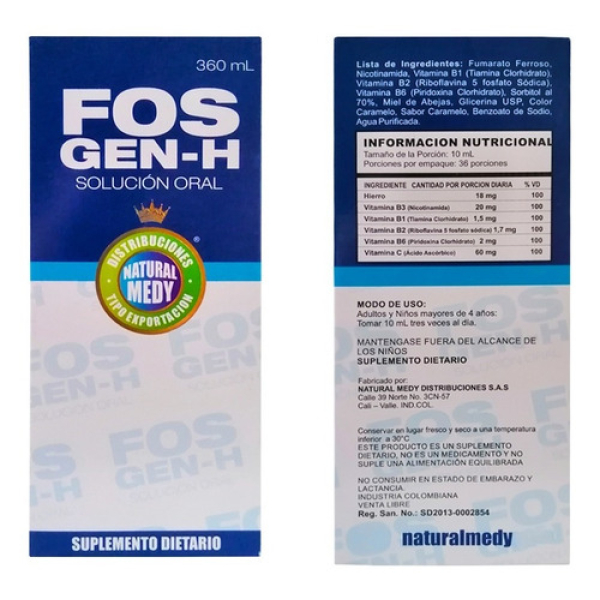 360 mL
FOS
GEN-H
SOLUCIÓN ORAL
DISTRIBUCIONES
NATURAL
MEDY
®
TIPO EXPORTACION
FOS
GEN-H
FOS
GEN-H
SUPLEMENTO DIETARIO
Lista de Ingredientes: Fumarato Ferroso,
Nicotinamida, Vitamina B1 (Tiamina Clorhidrato),
Vitamina B2 (Riboflavina 5 fosfato Sódica),
Vitamina B6 (Piridoxina Clorhidrato), Sorbitol al
70%, Miel de Abejas, Glicerina USP, Color
Caramelo, Sabor Caramelo, Benzoato de Sodio,
Agua Purificada.
INFORMACION NUTRICIONAL
Tamaño de la Porción: 10 mL
Porciones por empaque: 36 porciones
INGREDIENTE CANTIDAD POR PORCION DIARIA % VD
Hierro 18 mg 100
Vitamina B3 (Nicotinamida) 20 mg 100
Vitamina B1 (Tiamina Clorhidrato) 1,5 mg 100
Vitamina B2 (Riboflavina 5 fosfato sódica) 1,7 mg 100
Vitamina B6 (Piridoxina Clorhidrato) 2 mg 100
Vitamina C (Ácido Ascórbico) 60 mg 100
MODO DE USO:
Adultos y Niños mayores de 4 años:
Tomar 10 mL tres veces al día.
MANTENGASE FUERA DEL ALCANCE DE
LOS NIÑOS
SUPLEMENTO DIETARIO
Fabricado por:
NATURAL MEDY DISTRIBUCIONES S.A.S
Calle 39 Norte No. 3CN-57
Cali – Valle. IND.COL.
Conservar en lugar fresco y seco a una temperatura
inferior a 30°C
ESTE PRODUCTO ES UN SUPLEMENTO
DIETARIO, NO ES UN MEDICAMENTO Y NO
SUPLE UNA ALIMENTACIÓN EQUILIBRADA
NO CONSUMIR EN ESTADO DE EMBARAZO Y
LACTANCIA.
INDUSTRIA COLOMBIANA
VENTA LIBRE
Reg. San. No.: SD2013-0002854
naturalmedy